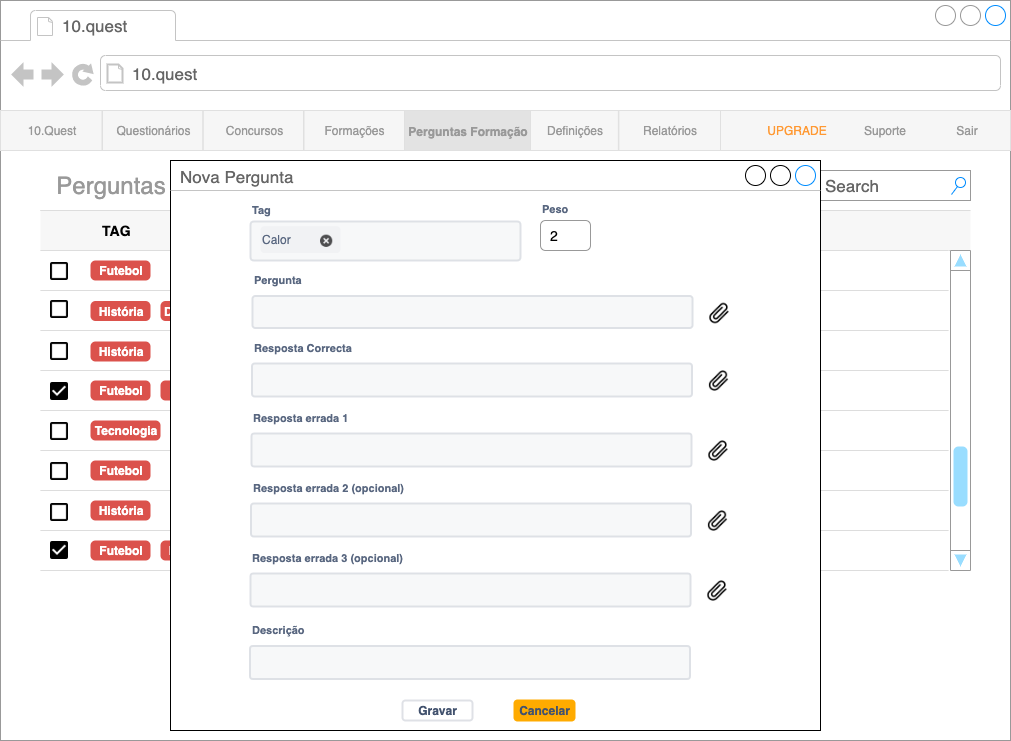 10.quest
10.quest
10.Quest Questionários Concursos Formações Perguntas Formação Definições Relatórios UPGRADE Suporte Sair
Nova Pergunta
Perguntas
Search
Tag
Peso
Calor
2
TAG
Pergunta
Futebol
História D
Resposta Correcta
História
Futebol
Resposta errada 1
Tecnologia
Futebol
Resposta errada 2 (opcional)
História
Futebol
Resposta errada 3 (opcional)
Descrição
Gravar
Cancelar